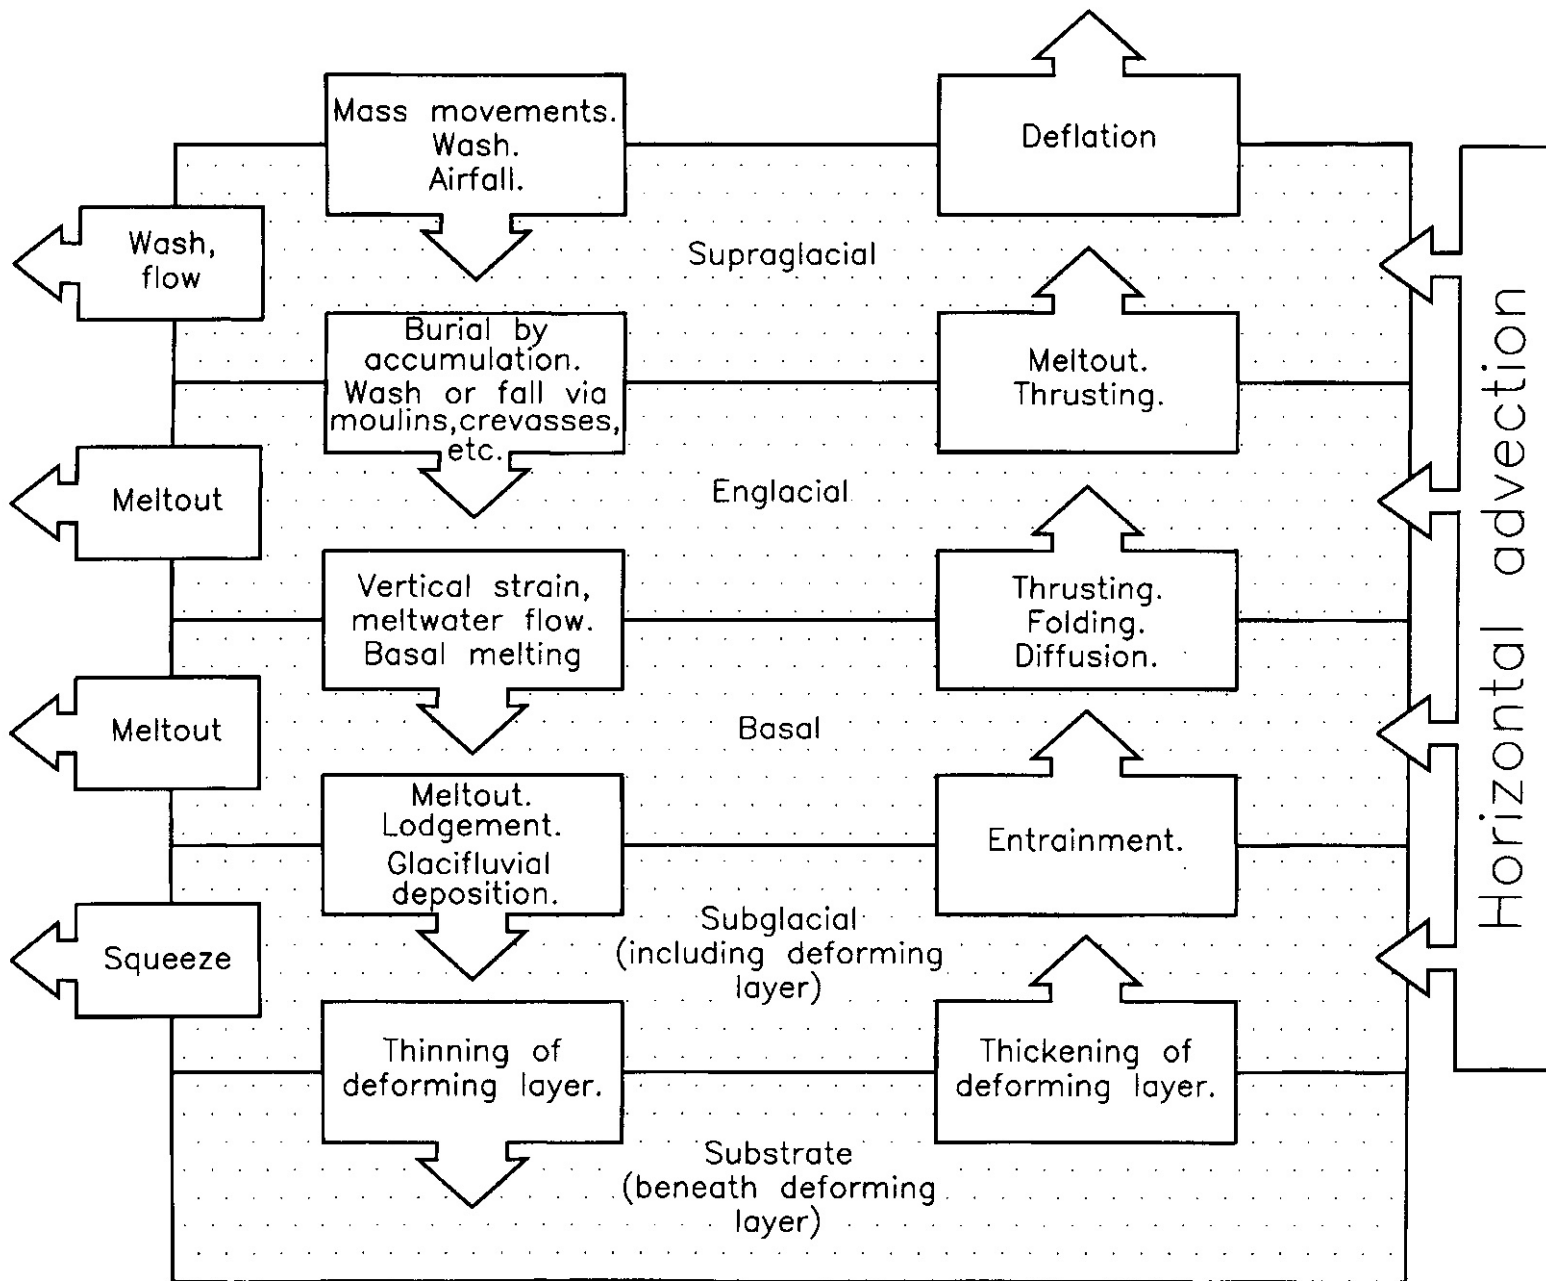 Mass movements.
Wash.
Airfall.
Deflation
Wash,
flow
Supraglacial
Burial by
accumulation.
Wash or fall via
moulins,crevasses,
etc.
Meltout.
Thrusting.
Meltout
Englacial
Vertical strain,
meltwater flow.
Basal melting
Thrusting.
Folding.
Diffusion.
Meltout
Basal
Meltout.
Lodgement.
Glacifluvial
deposition.
Entrainment.
Squeeze
Subglacial
(including deforming
layer)
Thinning of
deforming layer.
Thickening of
deforming layer.
Substrate
(beneath deforming
layer)
Horizontal advection